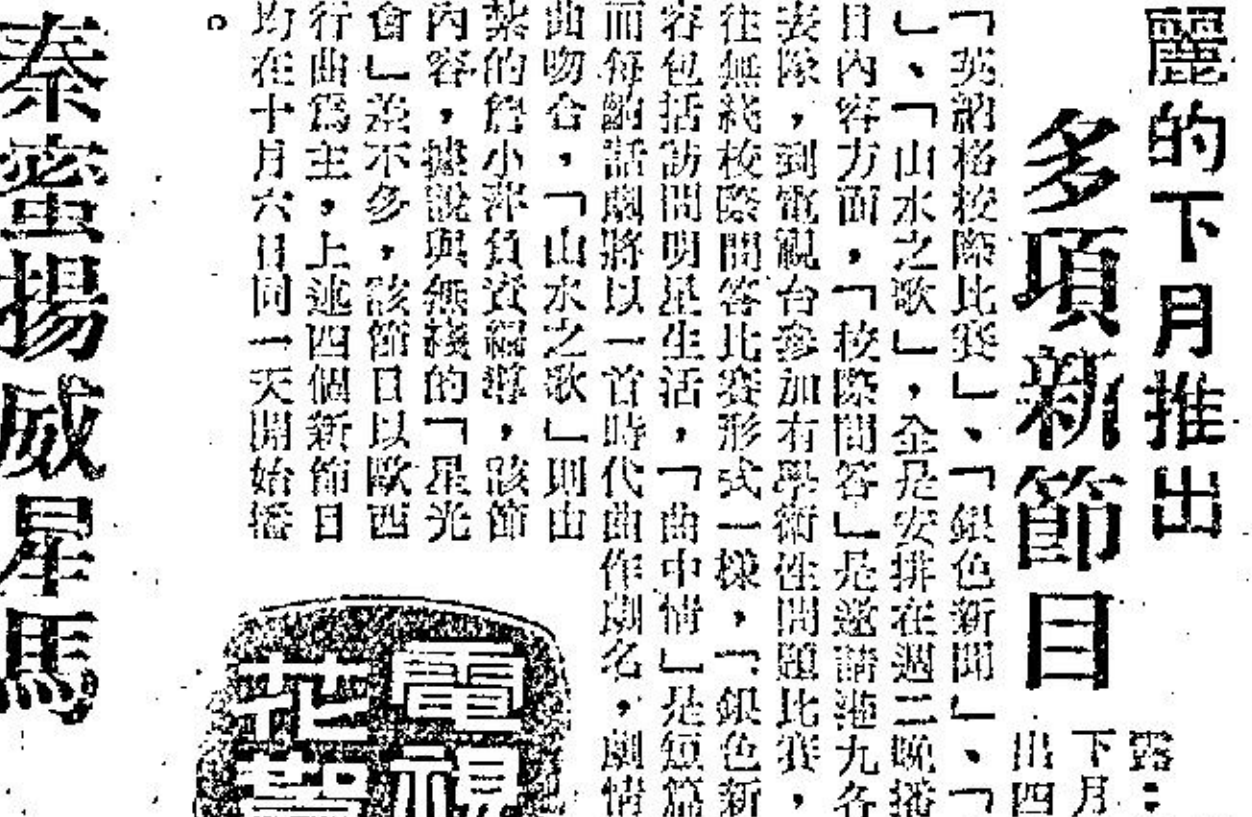 麗的下月推出
多項新節目
露：
下月
出四
「英納格校際比賽」、「銀色新聞」、「
」、「山水之歌」，全是安排在週二晚播
目內容方面，「校際問答」是邀請港九各
表隊，到電視台參加有學術性問題比賽，
往無綫校際問答比賽形式一樣，「銀色新
容包括訪問明星生活，「曲中情」是短篇
而每齣話劇將以一首時代曲作劇名，劇情
曲吻合，「山水之歌」則由
棠的詹小萍負責編導，該節
內容，據說與無綫的「星光
會」差不多，該節目以歐西
行曲為主，上述四個新節目
均在十月六日同一天開始播
。
電視
花聲
秦蜜揚威星馬